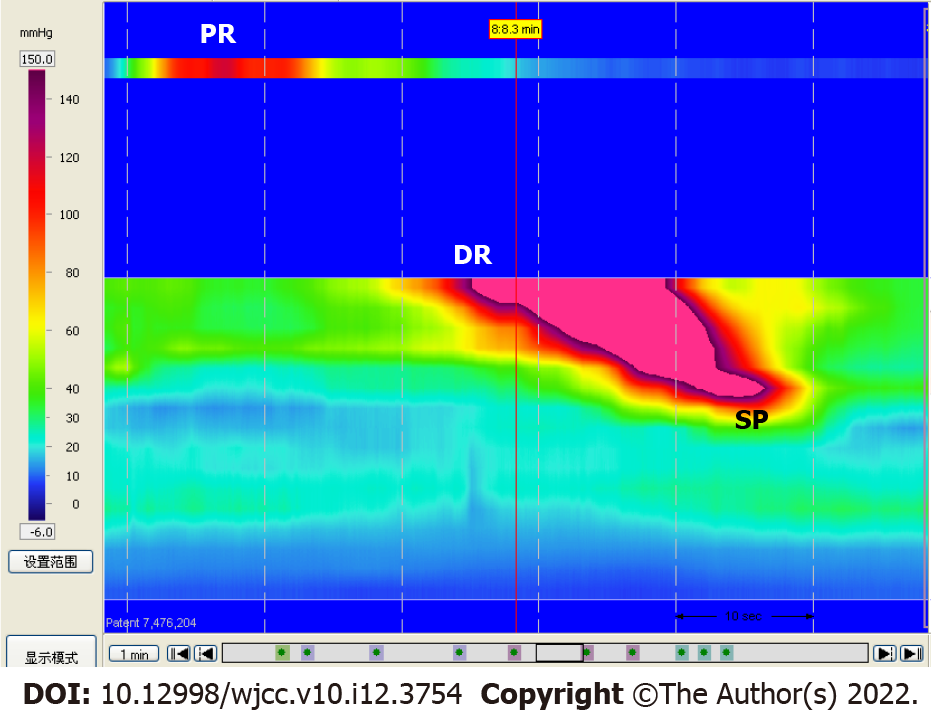 mmHg
PR
8:8.3 min
150.0
140
120
100
80
60
40
30
20
10
0
-6.0
设置范围
DR
SP
10 sec
Patent 7,476,204
显示模式
1 min
DOI: 10.12998/wjcc.v10.i12.3754 Copyright ©The Author(s) 2022.